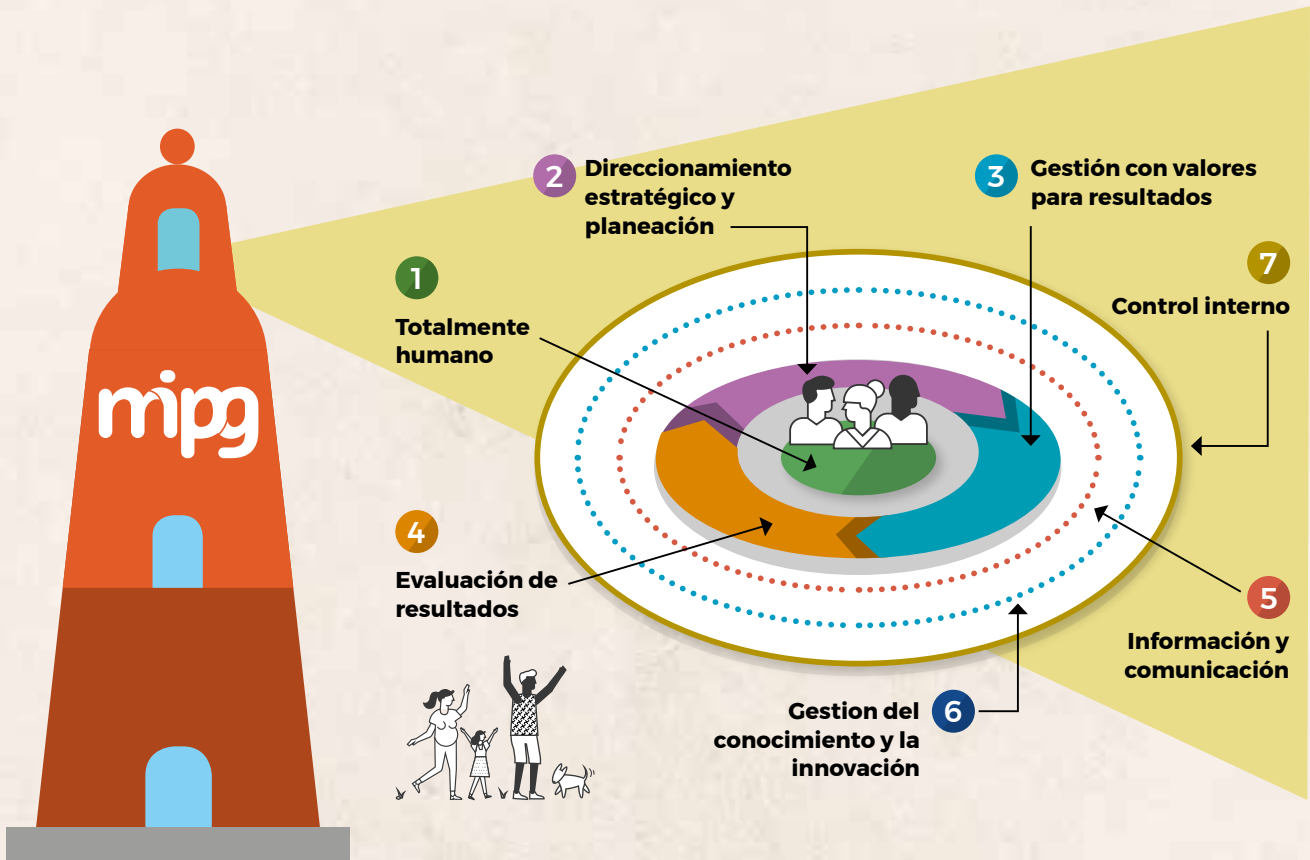 mipg
1
Totalmente
humano
2
Direccionamiento
estratégico y
planeación
3
Gestión con valores
para resultados
4
Evaluación de
resultados
5
Información y
comunicación
6
Gestion del
conocimiento y la
innovación
7
Control interno